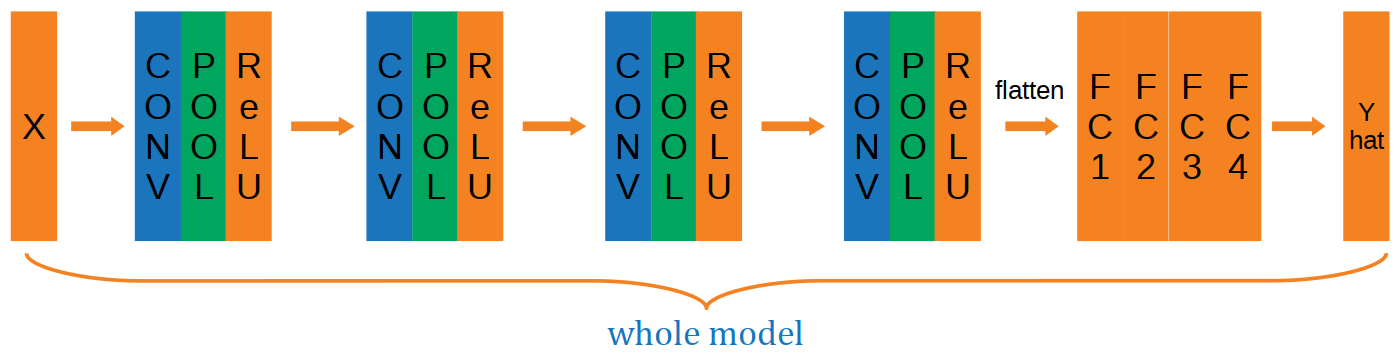 X
CONV
POOL
ReLU
CONV
POOL
ReLU
CONV
POOL
ReLU
CONV
POOL
ReLU
flatten
FC1
FC2
FC3
FC4
Y
hat
whole model